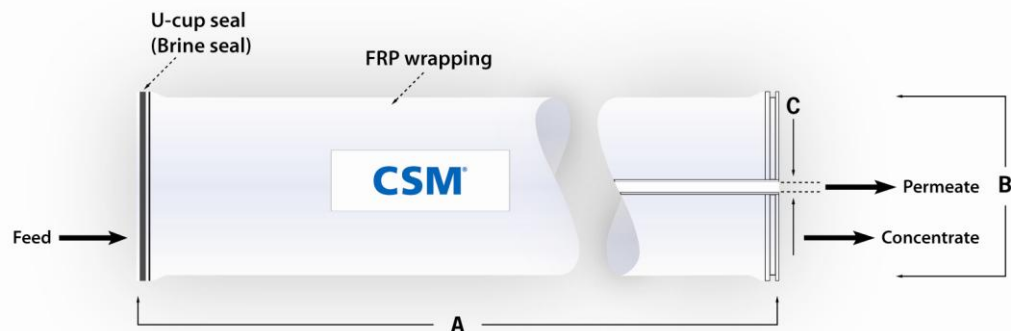 U-cup seal
(Brine seal)
FRP wrapping
C
CSM®
Permeate
B
Feed
Concentrate
A